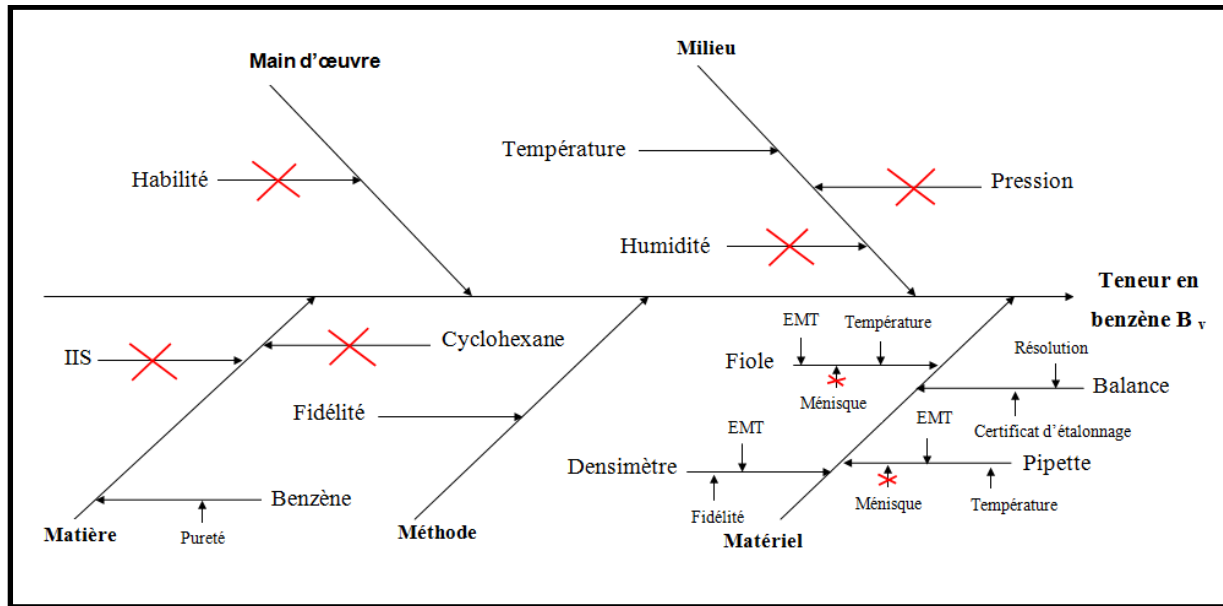 Main d'œuvre
Milieu
Habilité
Température
Pression
Humidité
Teneur en
benzène B v
IIS
Cyclohexane
EMT
Température
Fiole
Ménisque
Résolution
Balance
Certificat d'étalonnage
Fidélité
EMT
Densimètre
Fidélité
EMT
Pipette
Ménisque
Température
Benzène
Pureté
Matière
Méthode
Matériel